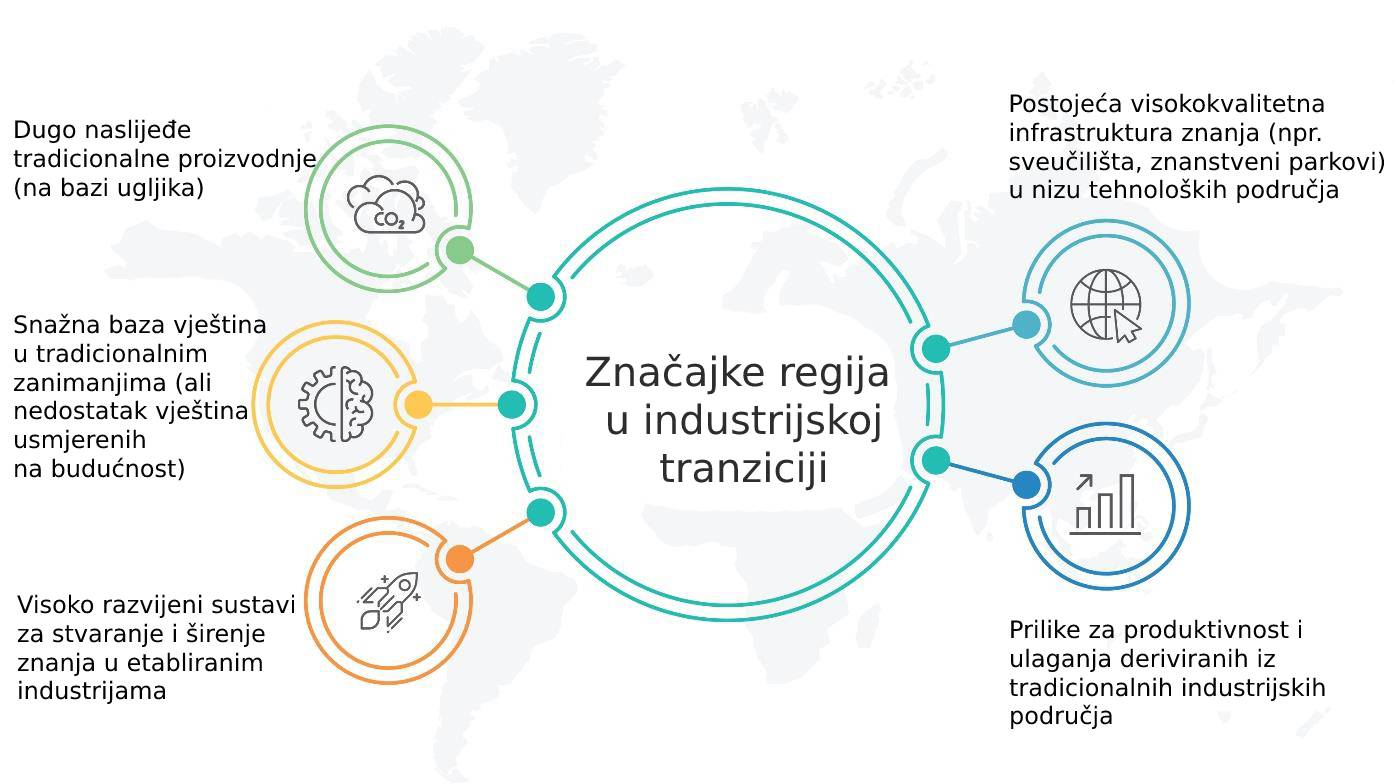 Dugo naslijeđe
tradicionalne proizvodnje
(na bazi ugljika)
CO2
Snažna baza vještina
u tradicionalnim
zanimanjima (ali
nedostatak vještina
usmjerenih
na budućnost)
Visoko razvijeni sustavi
za stvaranje i širenje
znanja u etabliranim
industrijama
Značajke regija
u industrijskoj
tranziciji
Postojeća visokokvalitetna
infrastruktura znanja (npr.
sveučilišta, znanstveni parkovi)
u nizu tehnoloških područja
Prilike za produktivnost i
ulaganja deriviranih iz
tradicionalnih industrijskih
područja